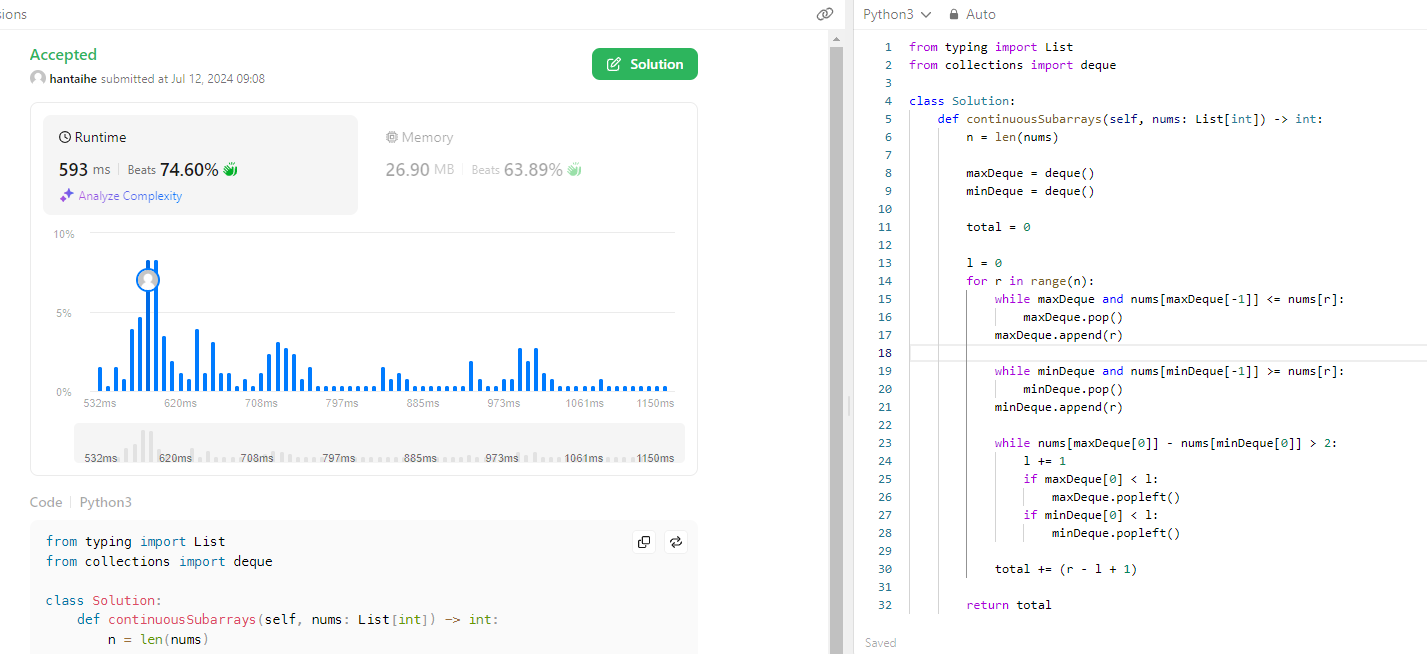 ions
Accepted
hantaihe submitted at Jul 12, 2024 09:08
Solution
Runtime
593 ms | Beats 74.60%
Analyze Complexity
Memory
26.90 MB | Beats 63.89%
10%
5%
0%
532ms 620ms 708ms 797ms 885ms 973ms 1061ms 1150ms
532ms 620ms 708ms 797ms 885ms 973ms 1061ms 1150ms
Code | Python3
from typing import List
from collections import deque
class Solution:
    def continuousSubarrays(self, nums: List[int]) -> int:
        n = len(nums)
Python3 Auto
1 from typing import List
2 from collections import deque
3
4 class Solution:
5     def continuousSubarrays(self, nums: List[int]) -> int:
6         n = len(nums)
7
8         maxDeque = deque()
9         minDeque = deque()
10
11         total = 0
12
13         l = 0
14         for r in range(n):
15             while maxDeque and nums[maxDeque[-1]] <= nums[r]:
16                 maxDeque.pop()
17             maxDeque.append(r)
18
19             while minDeque and nums[minDeque[-1]] >= nums[r]:
20                 minDeque.pop()
21             minDeque.append(r)
22
23             while nums[maxDeque[0]] - nums[minDeque[0]] > 2:
24                 l += 1
25                 if maxDeque[0] < l:
26                     maxDeque.popleft()
27                 if minDeque[0] < l:
28                     minDeque.popleft()
29
30             total += (r - l + 1)
31
32         return total
Saved